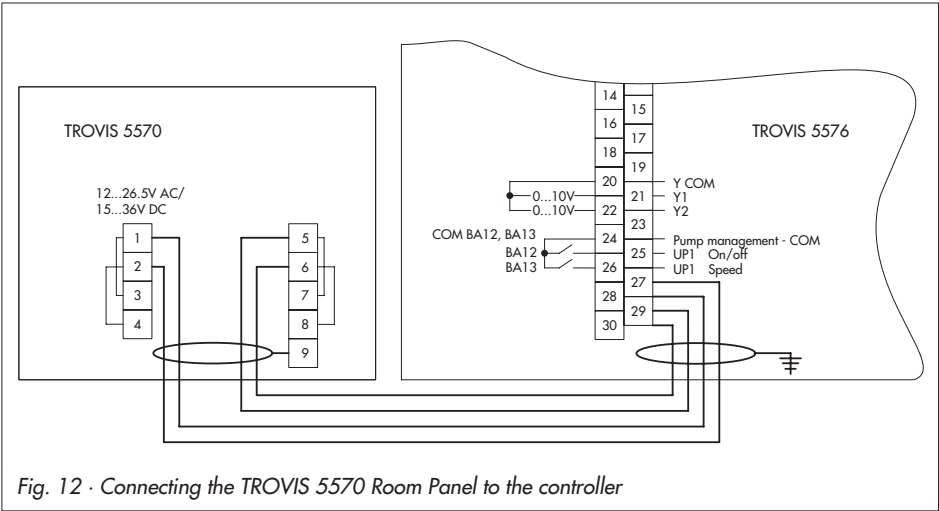 TROVIS 5570
12...26.5V AC/
15...36V DC
1
2
3
4
5
6
7
8
9
TROVIS 5576
14
15
16
17
18
19
20
21
22
23
24
25
26
27
28
29
30
0...10V
0...10V
COM BA12, BA13
BA12
BA13
Y COM
Y1
Y2
Pump management - COM
UP1 On/off
UP1 Speed
Fig. 12 · Connecting the TROVIS 5570 Room Panel to the controller